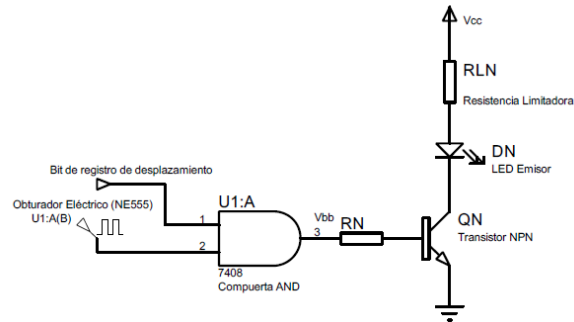 Vcc
RLN
Resistencia Limitadora
DN
LED Emisor
Bit de registro de desplazamiento
Obturador Eléctrico (NE555)
U1:A(B)
U1:A
1
2
3
7408
Compuerta AND
Vbb
RN
QN
Transistor NPN